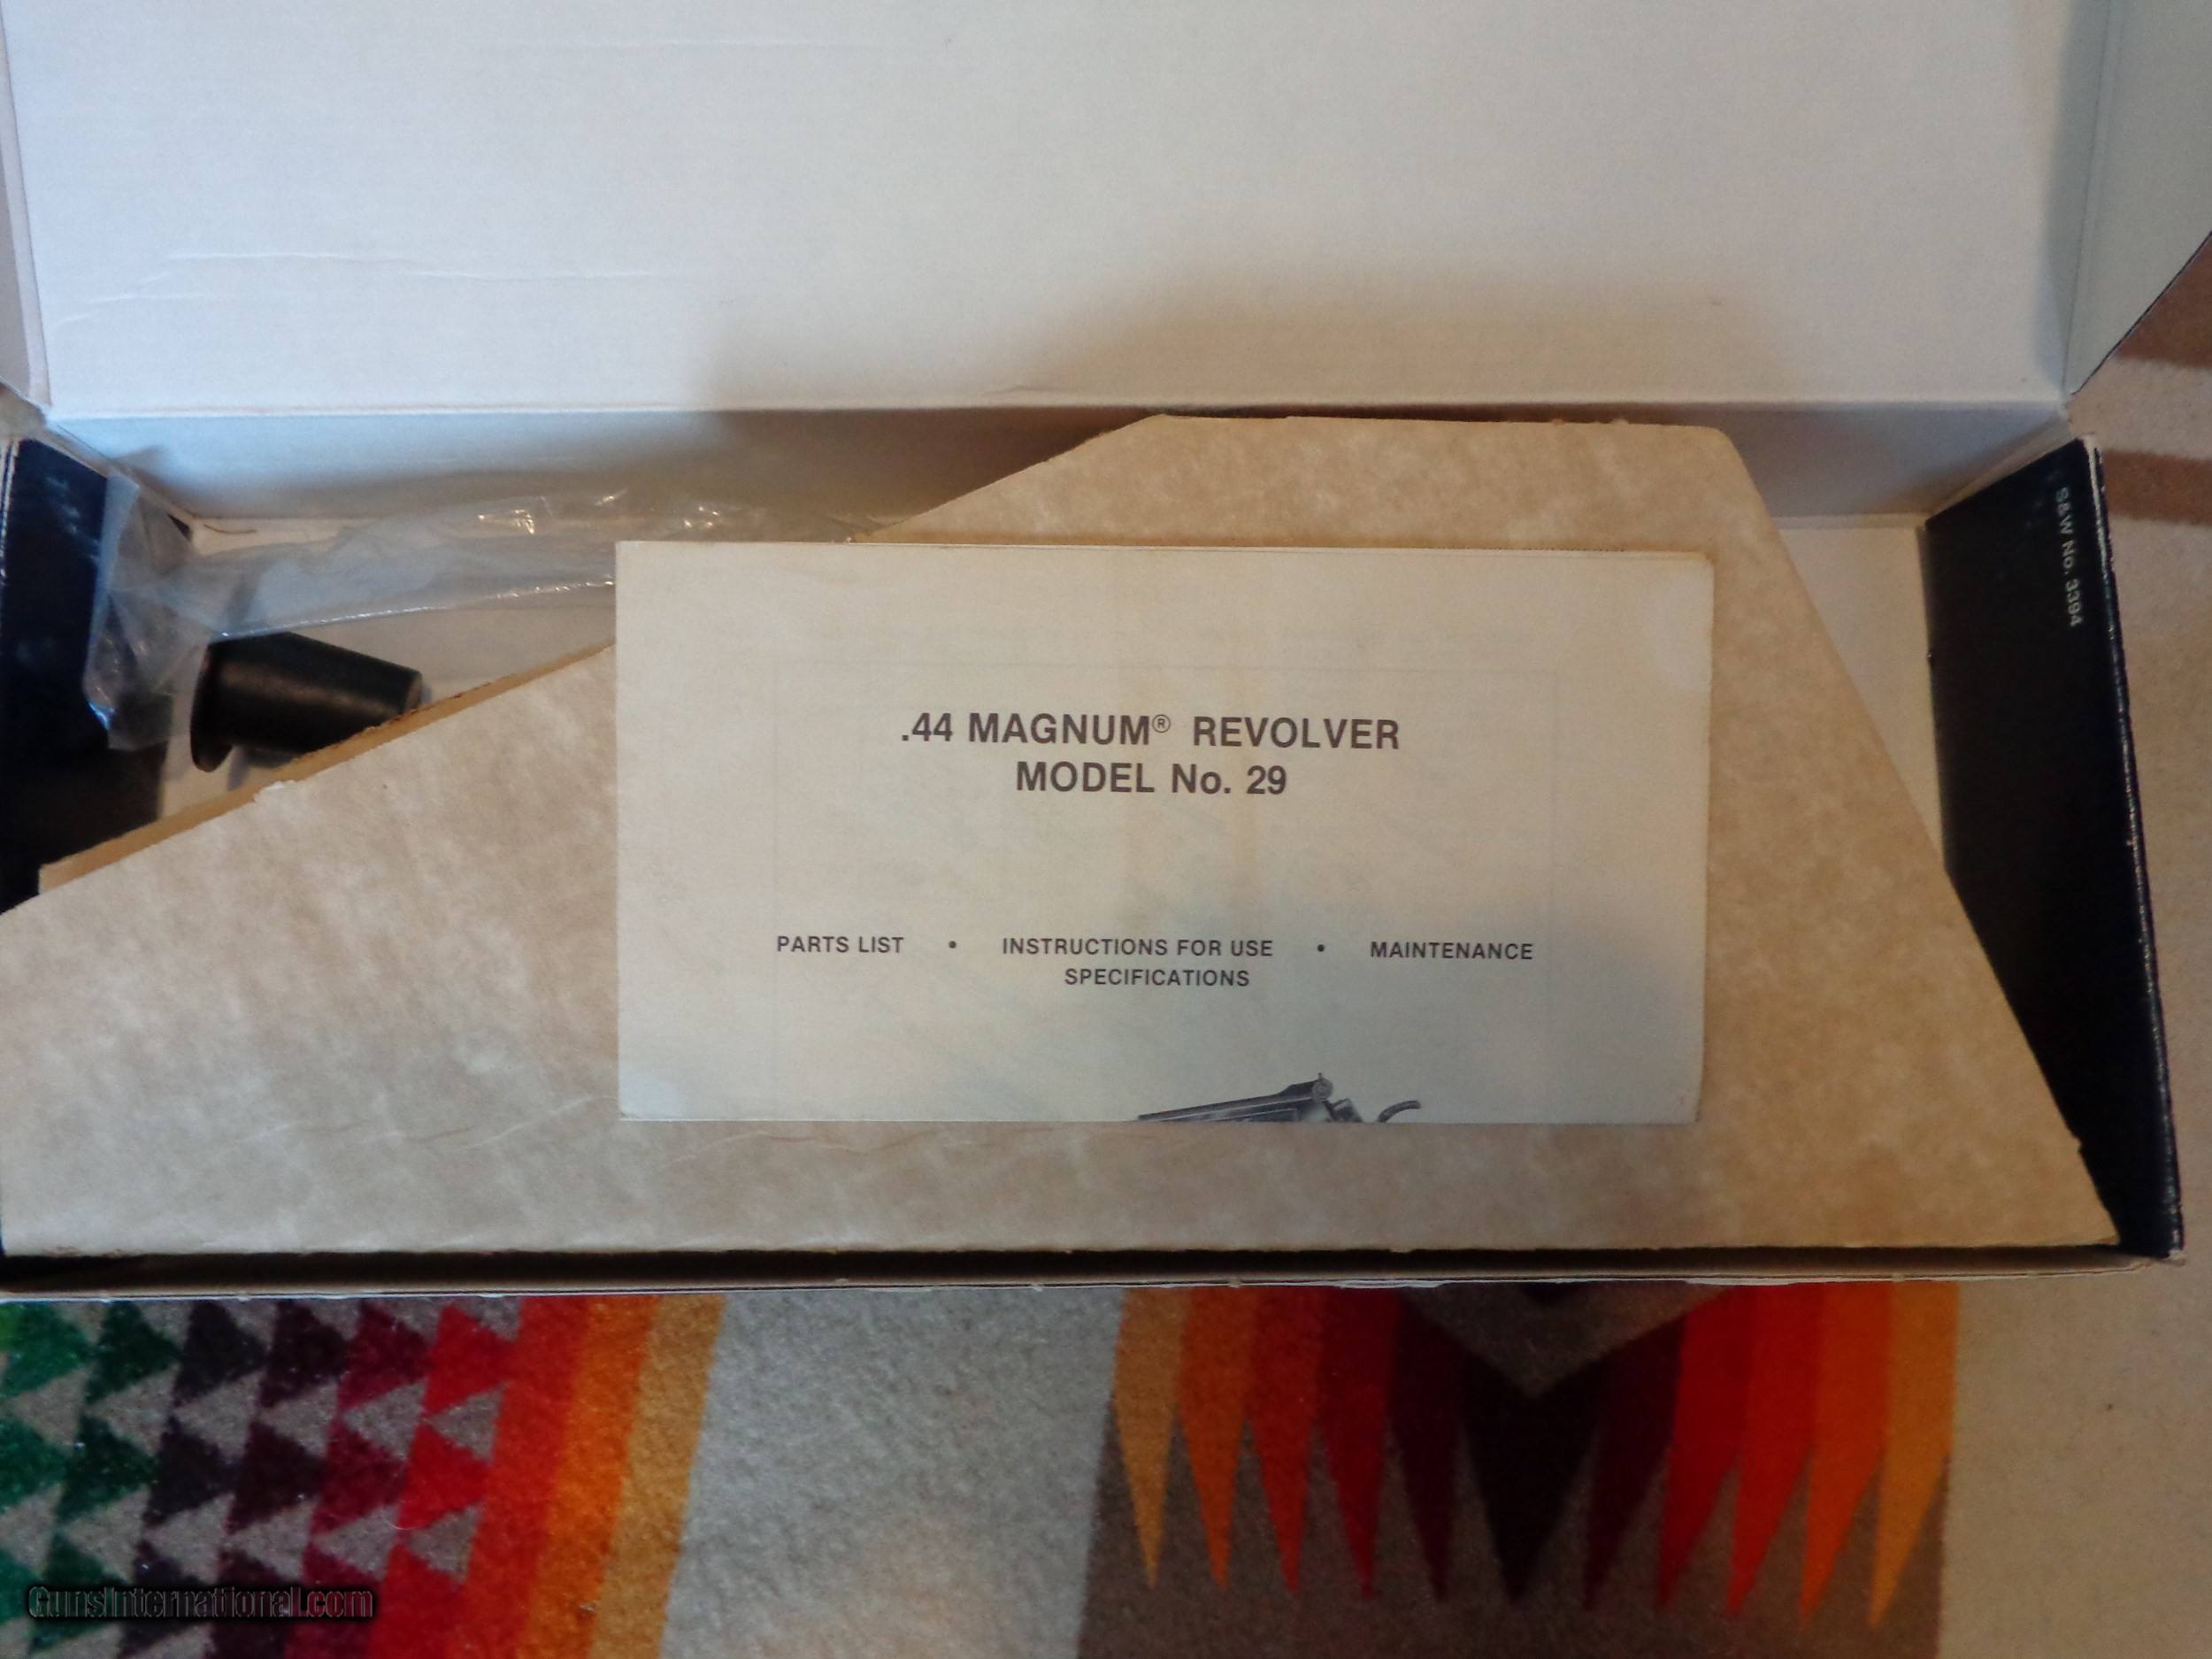 S&W No. 3394
.44 MAGNUM® REVOLVER
MODEL No. 29
PARTS LIST • INSTRUCTIONS FOR USE • MAINTENANCE
SPECIFICATIONS
GunsInternational.com